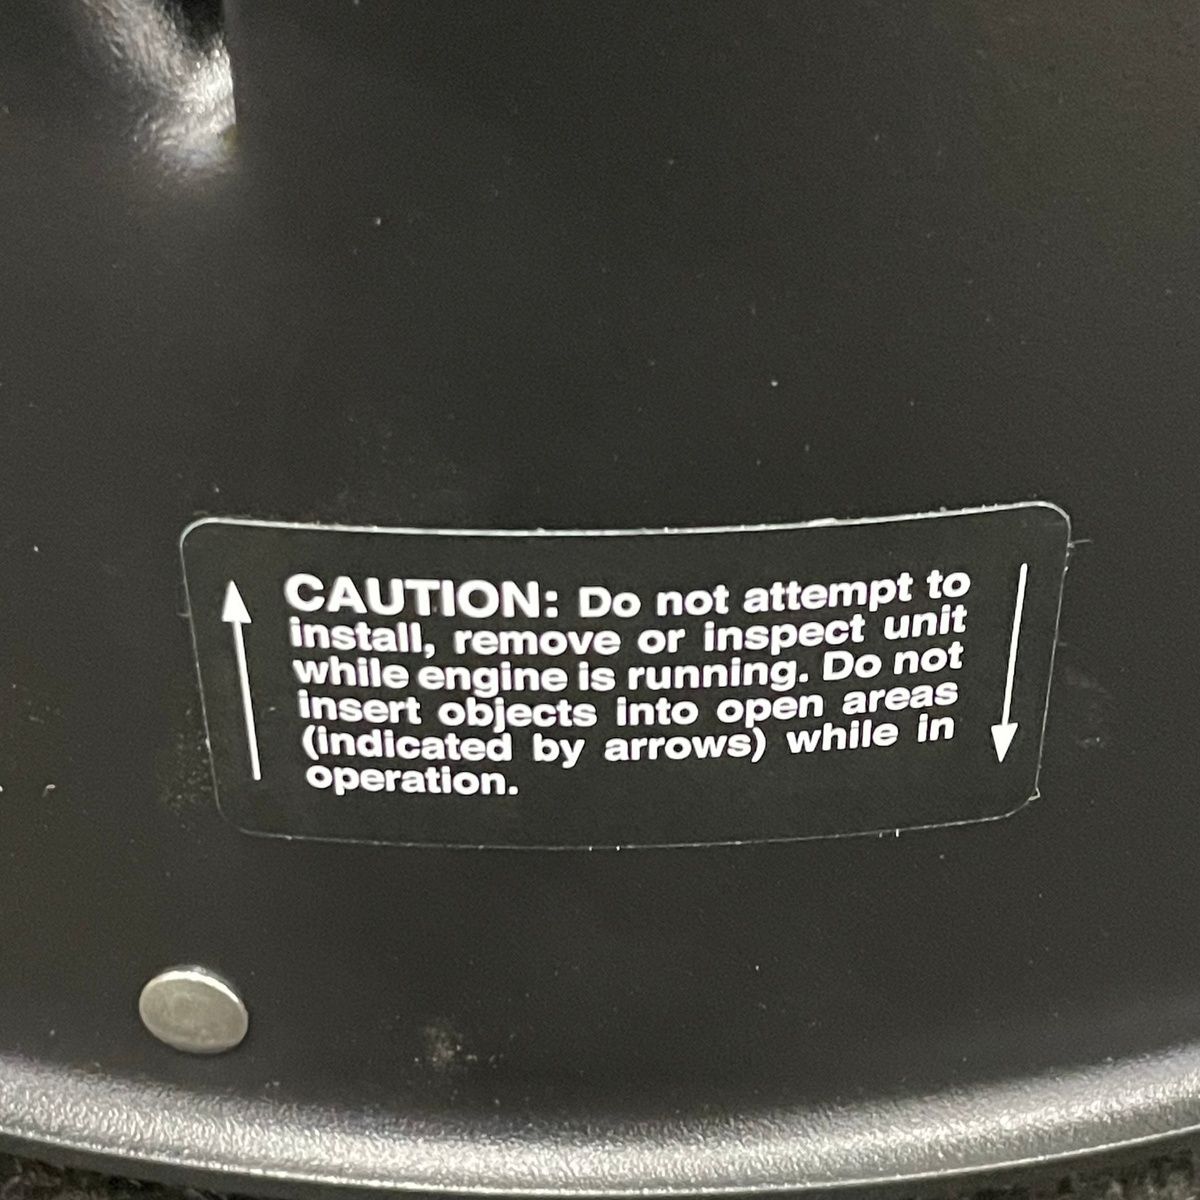 CAUTION: Do not attempt to
install, remove or inspect unit
while engine is running. Do not
insert objects into open areas
(indicated by arrows) while in
operation.